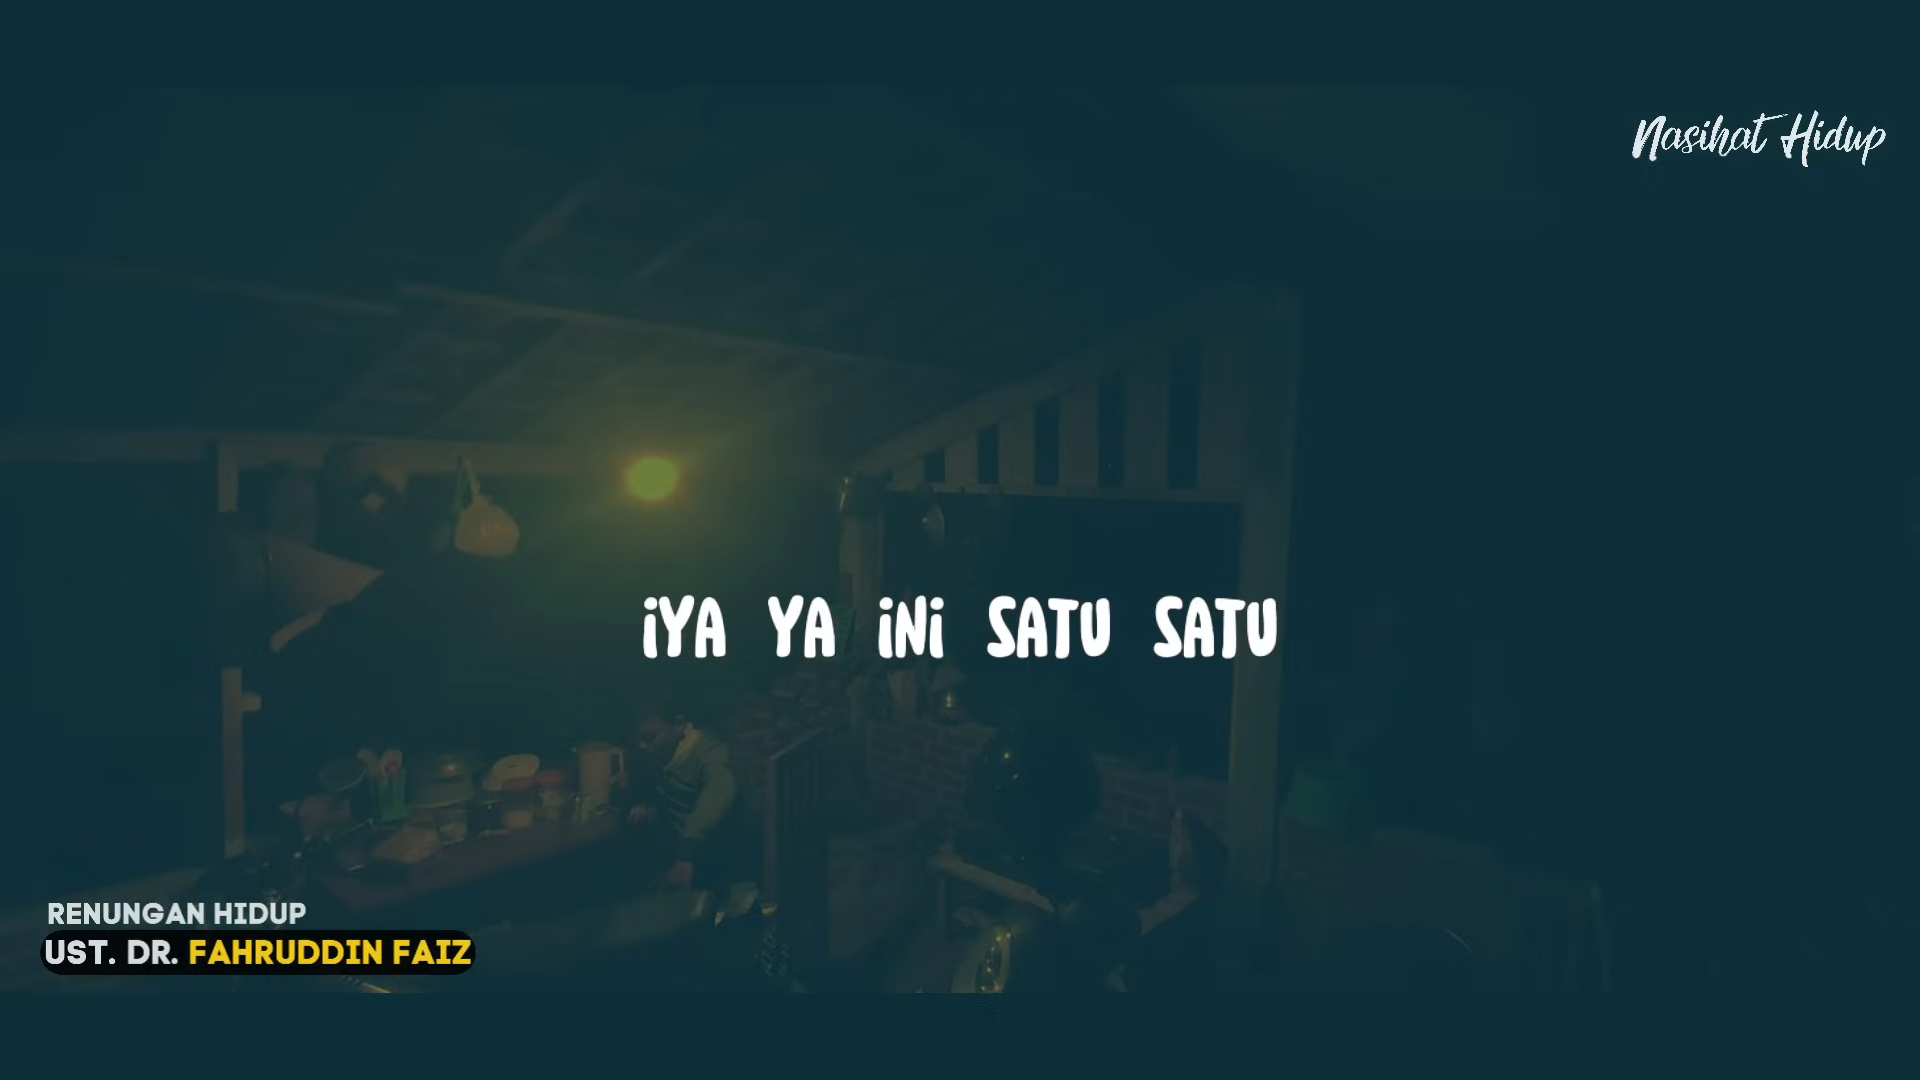 Nasihat Hidup
iYA YA iNi SATU SATU
RENUNGAN HIDUP
UST. DR. FAHRUDDIN FAIZ